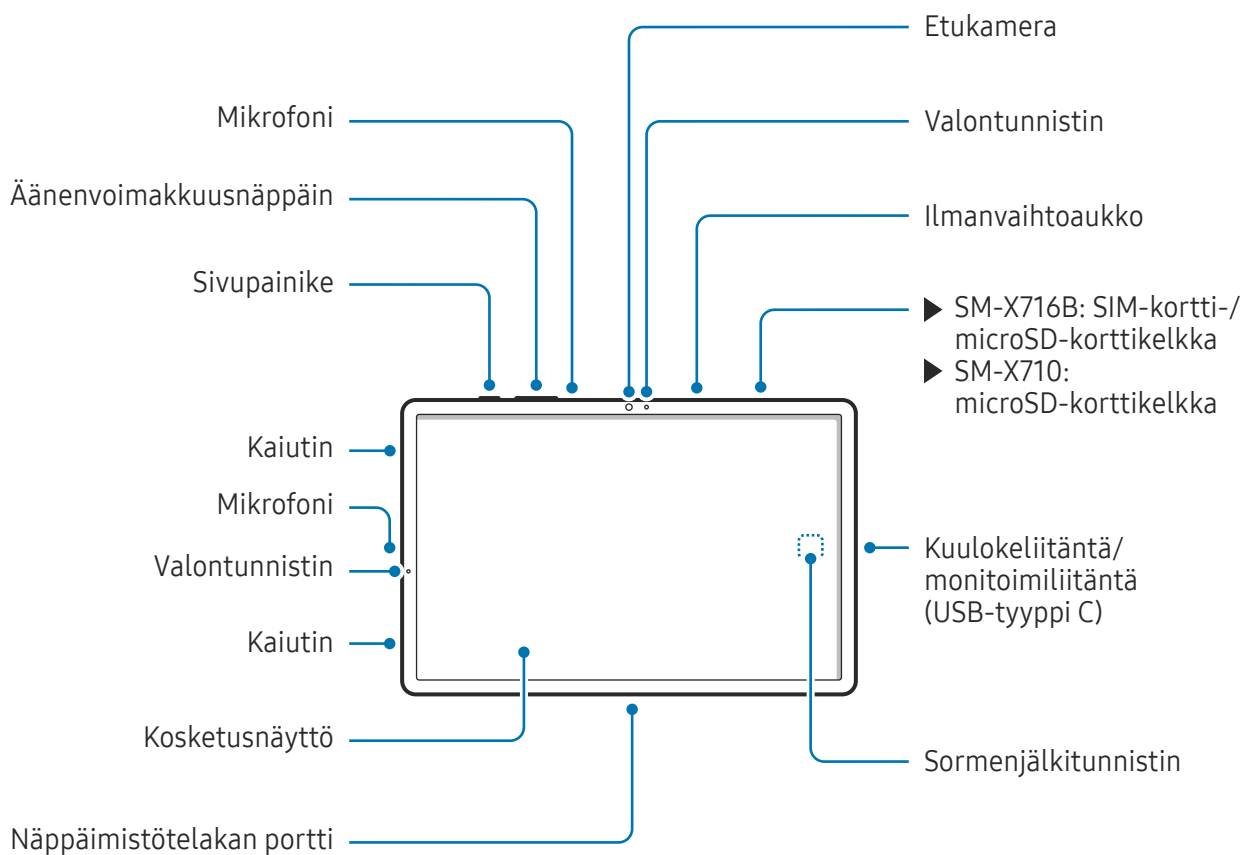 Etukamera
Mikrofoni
Valontunnistin
Äänenvoimakkuusnäppäin
Ilmanvaihtoaukko
Sivupainike
SM-X716B: SIM-kortti-/
microSD-korttikelkka
SM-X710:
microSD-korttikelkka
Kaiutin
Mikrofoni
Valontunnistin
Kaiutin
Kuulokeliitäntä/
monitoimiliitäntä
(USB-tyyppi C)
Kosketusnäyttö
Sormenjälkitunnistin
Näppäimistötelakan portti